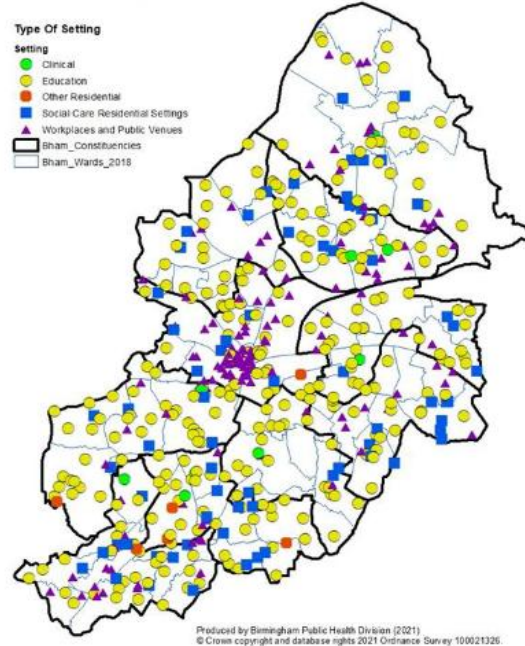 Type Of Setting
Setting
Clinical
Education
Other Residential
Social Care Residential Settings
Workplaces and Public Venues
Bham_Constituencies
Bham_Wards_2018
Produced by Birmingham Public Health Division (2021)
© Crown copyright and database rights 2021 Ordnance Survey 100021326.